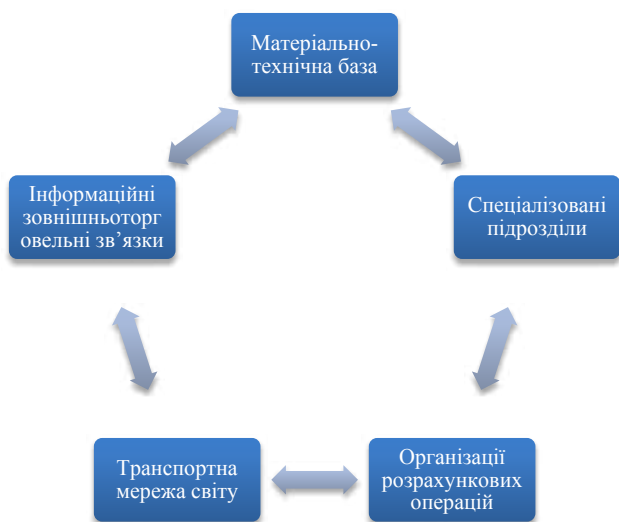 Матеріально-
технічна база
Інформаційні
зовнішньоторг
овельні зв’язки
Спеціалізовані
підрозділи
Транспортна
мережа світу
Організації
розрахункових
операцій